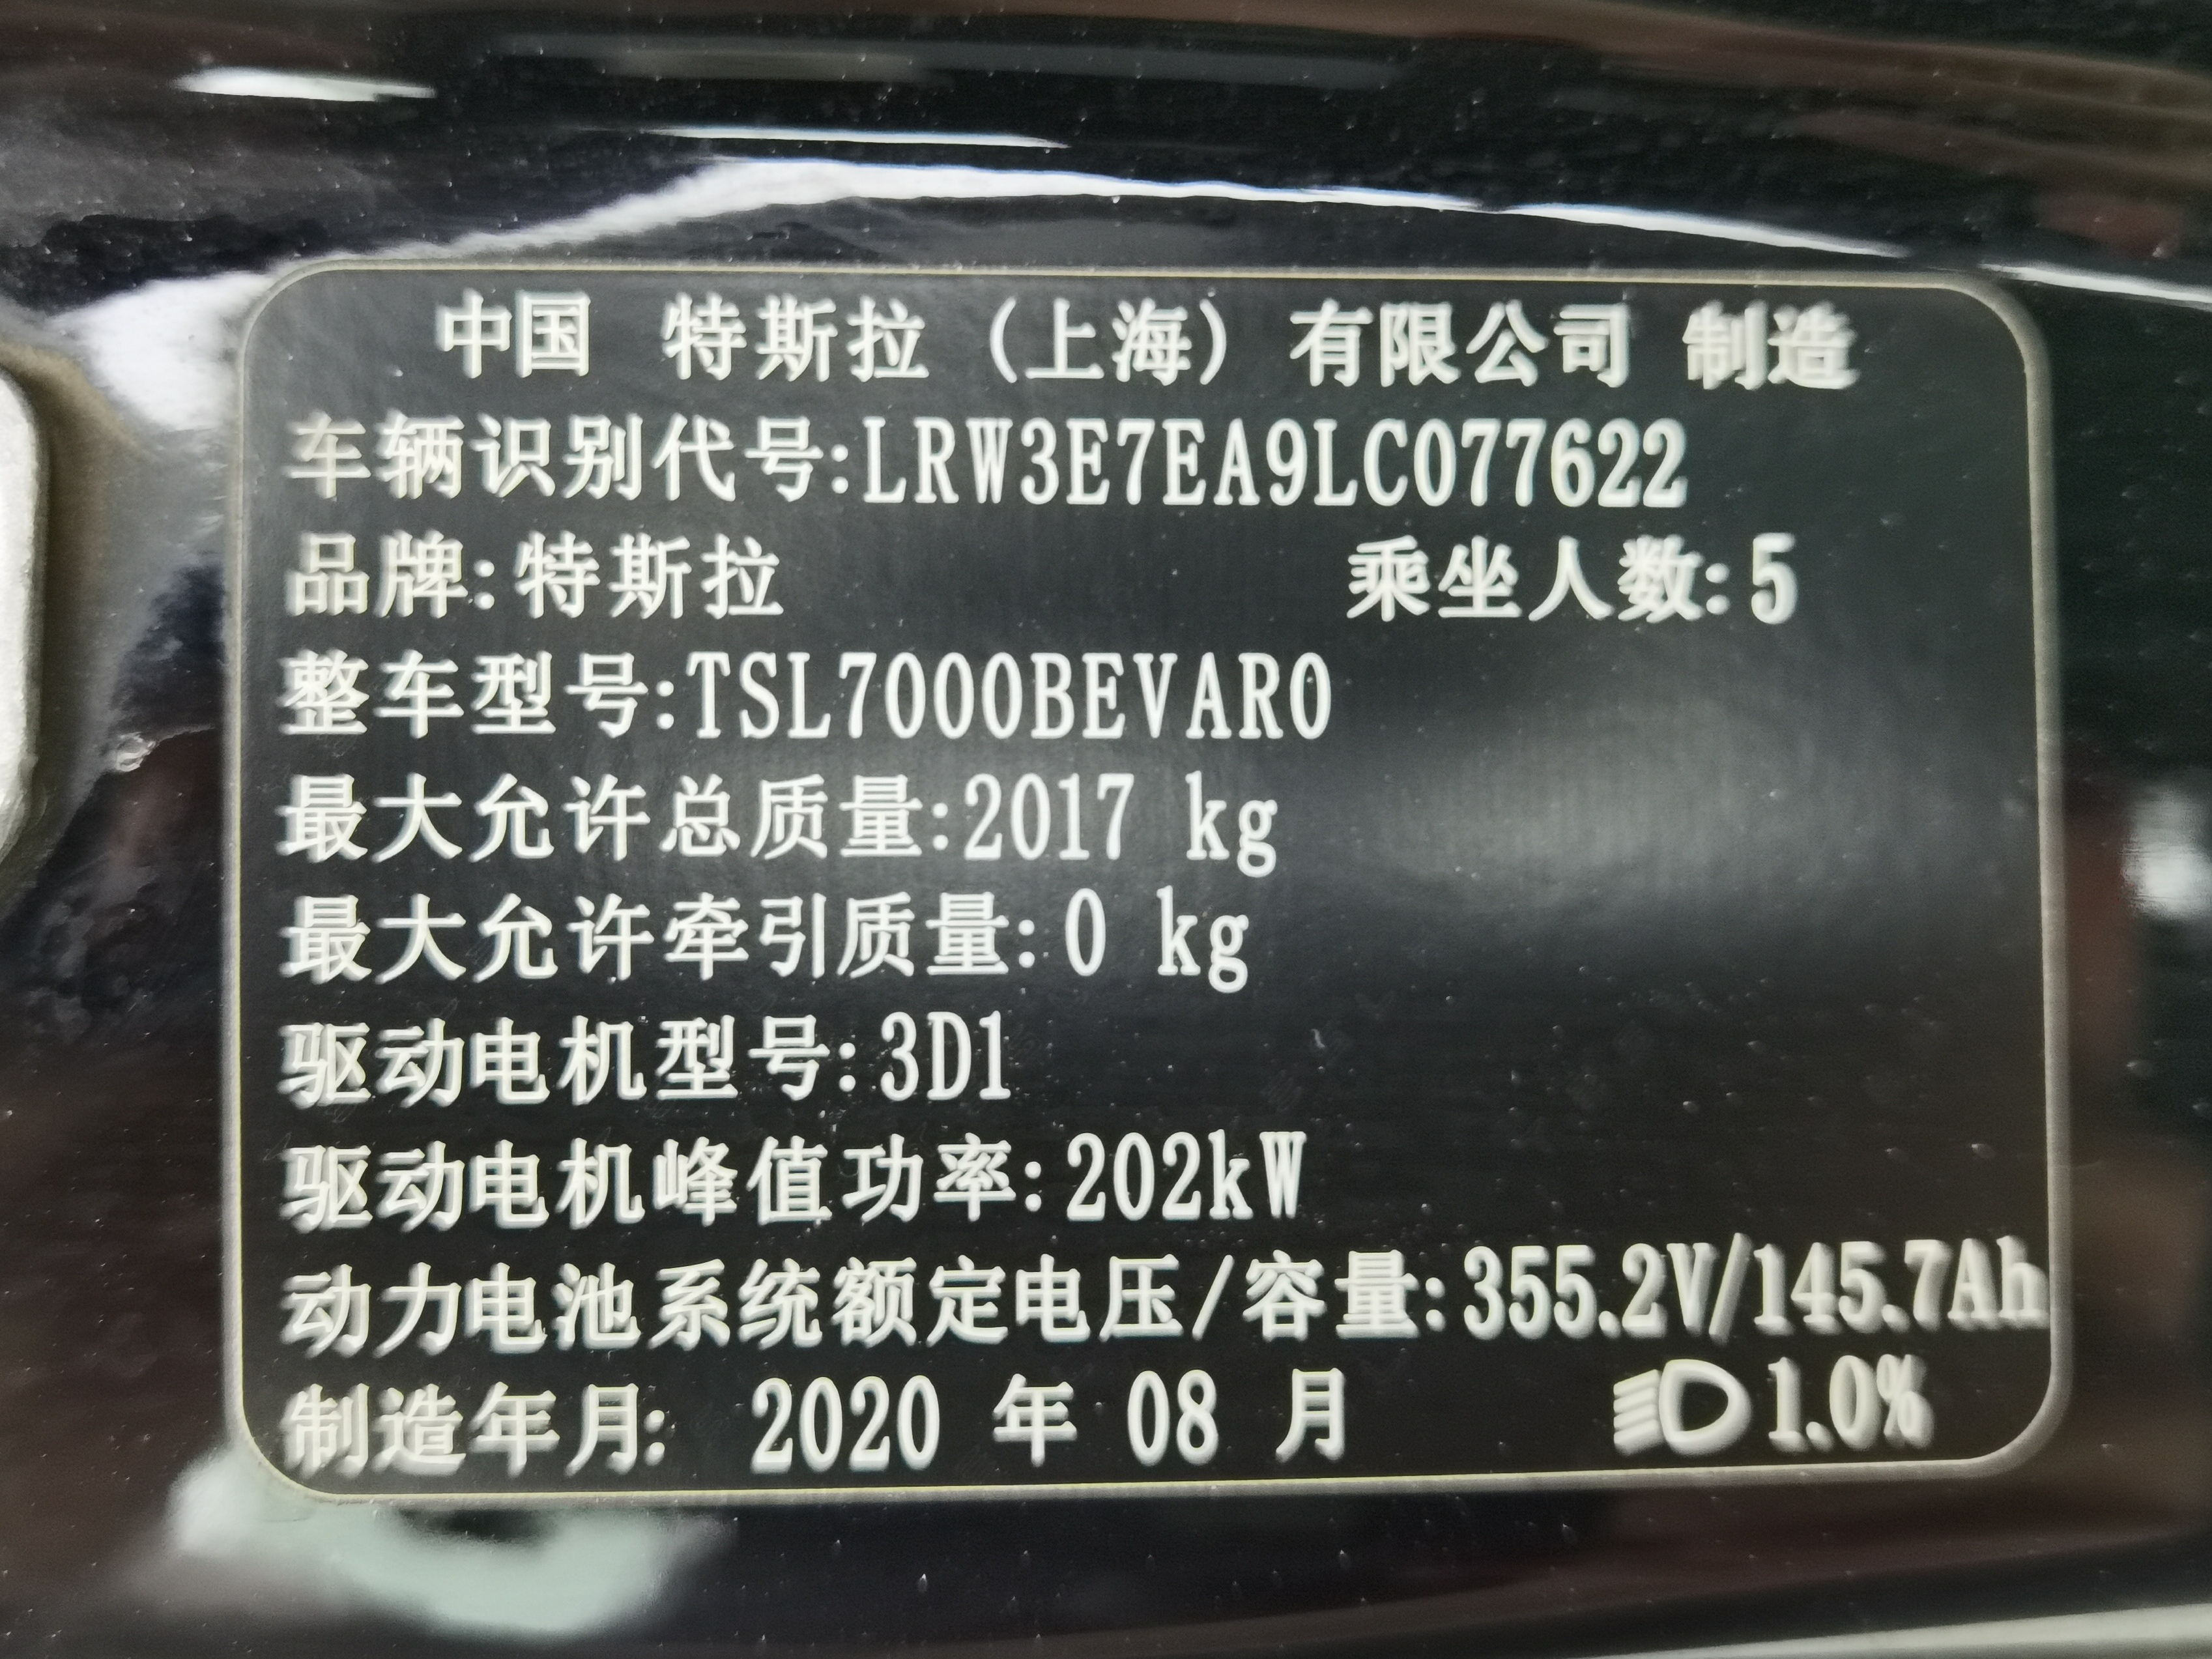 中国 特斯拉 (上海) 有限公司 制造
车辆识别代号:LRW3E7EA9LC077622
品牌:特斯拉 乘坐人数:5
整车型号:TSL7000BEVAR0
最大允许总质量:2017 kg
最大允许牵引质量:0 kg
驱动电机型号:3D1
驱动电机峰值功率:202kW
动力电池系统额定电压/容量:355.2V/145.7Ah
制造年月: 2020 年 08 月 1.0%